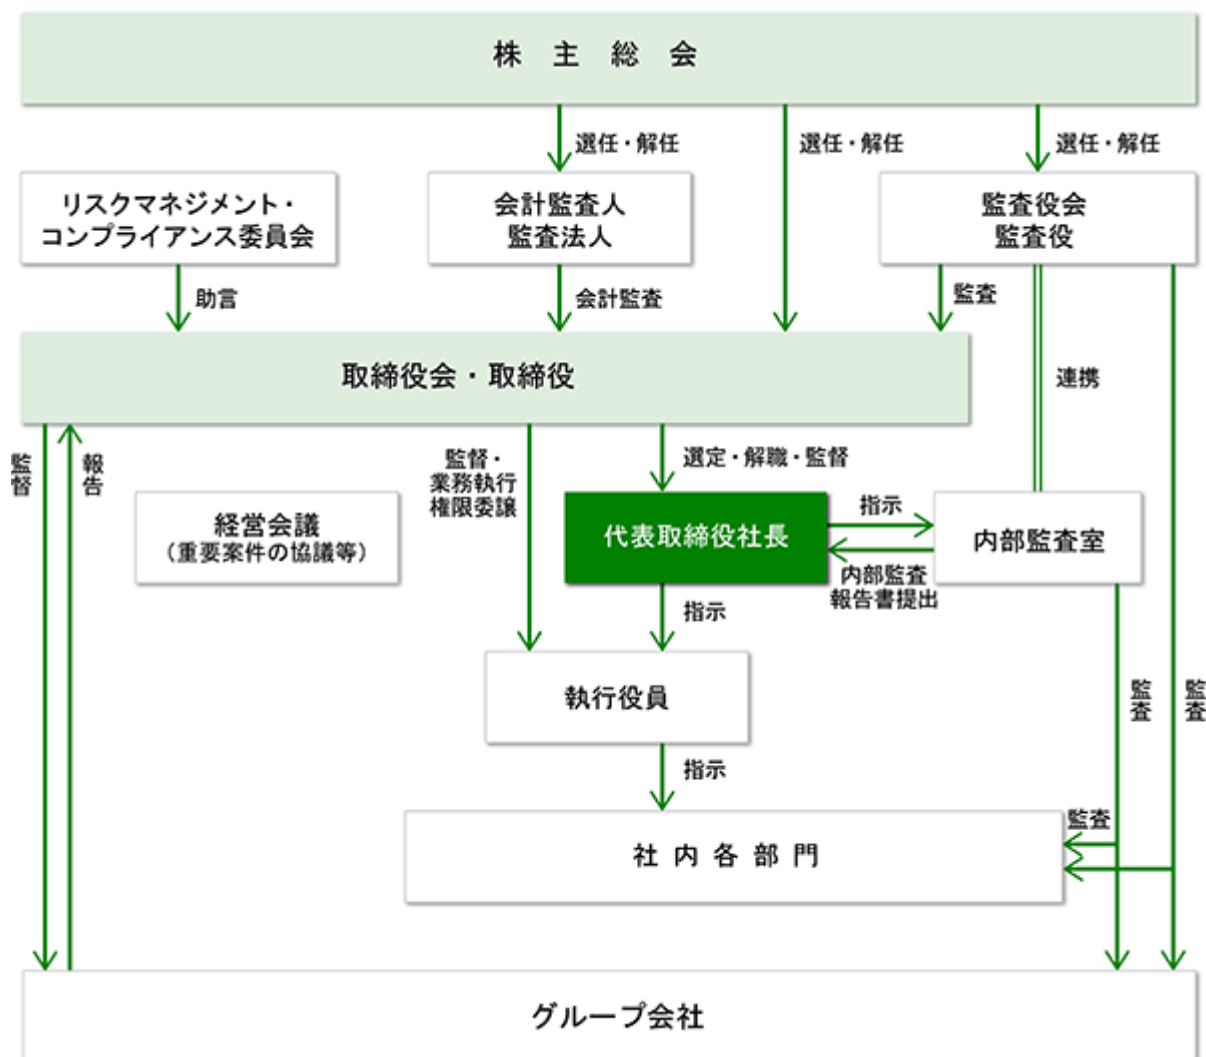 株主総会
選任・解任
選任・解任
選任・解任
リスクマネジメント・
コンプライアンス委員会
会計監査人
監査法人
監査役会
監査役
助言
会計監査
監査
取締役会・取締役
連携
監督
報告
監督・
業務執行
権限委譲
選定・解職・監督
経営会議
（重要案件の協議等）
代表取締役社長
指示
内部監査
報告書提出
内部監査室
指示
執行役員
監査
監査
指示
監査
社内各部門
グループ会社